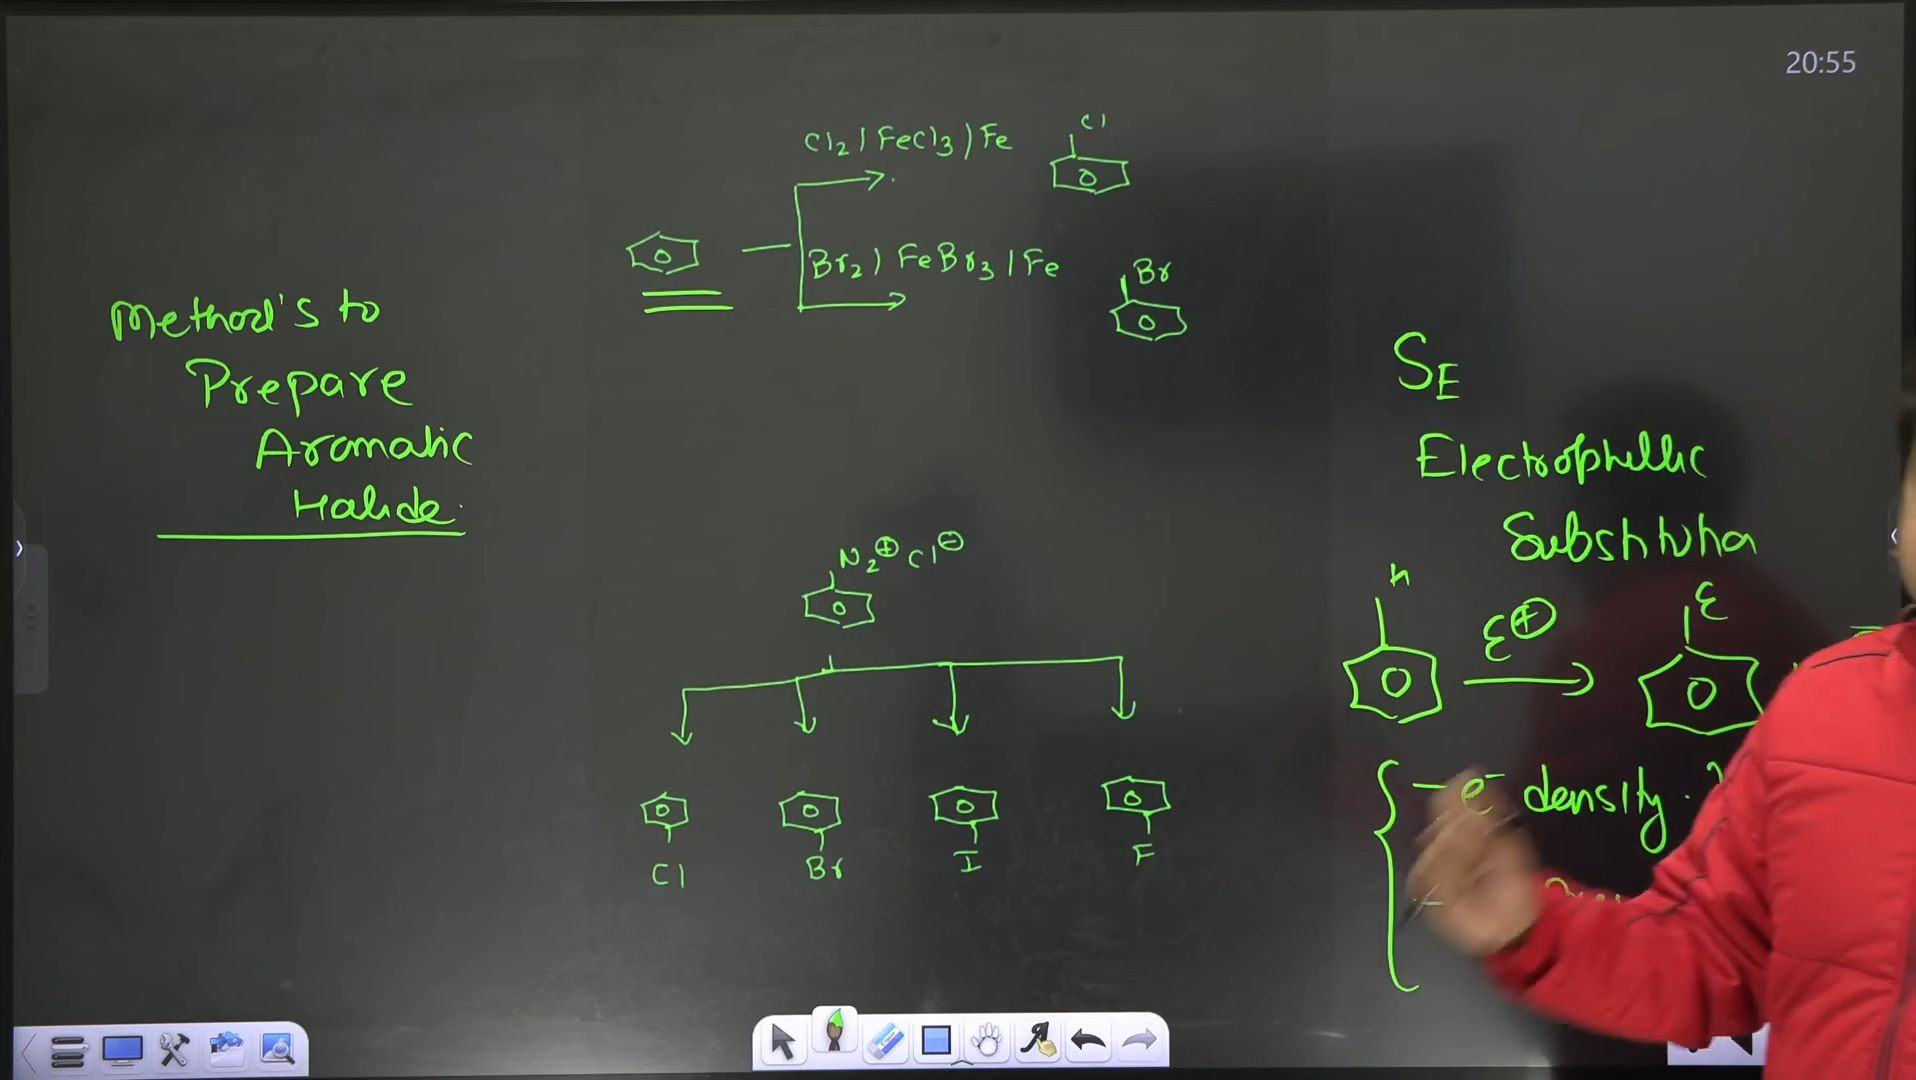 20:55
Cl2 / FeCl3 / Fe
Cl
Br2 / FeBr3 / Fe
Br
Method's to
Prepare
Aromatic
Halide.
N2⊕ Cl⊖
Cl
Br
I
F
SE
Electrophillic
Substitution
H
E⊕
E
- e- density.